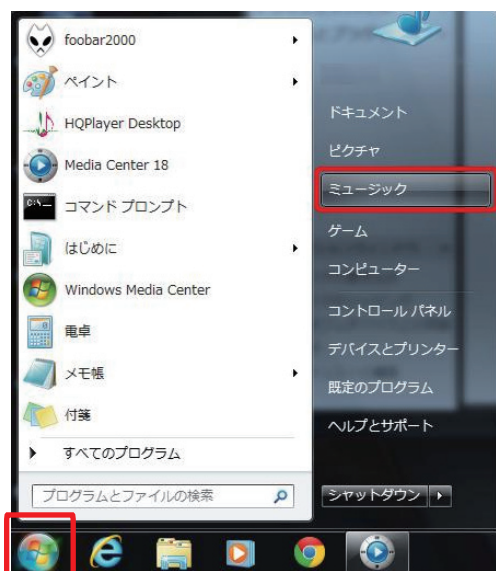 foobar2000
ペイント
HQPlayer Desktop
Media Center 18
コマンド プロンプト
はじめに
Windows Media Center
電卓
メモ帳
付箋
すべてのプログラム
プログラムとファイルの検索
ドキュメント
ピクチャ
ミュージック
ゲーム
コンピューター
コントロール パネル
デバイスとプリンター
既定のプログラム
ヘルプとサポート
シャットダウン